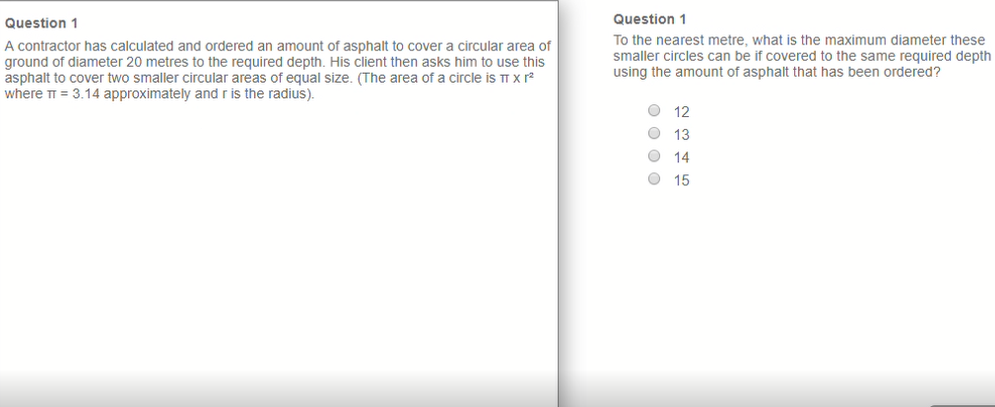 Question 1
A contractor has calculated and ordered an amount of asphalt to cover a circular area of
ground of diameter 20 metres to the required depth. His client then asks him to use this
asphalt to cover two smaller circular areas of equal size. (The area of a circle is π x r²
where π = 3.14 approximately and r is the radius).
Question 1
To the nearest metre, what is the maximum diameter these
smaller circles can be if covered to the same required depth
using the amount of asphalt that has been ordered?
12
13
14
15